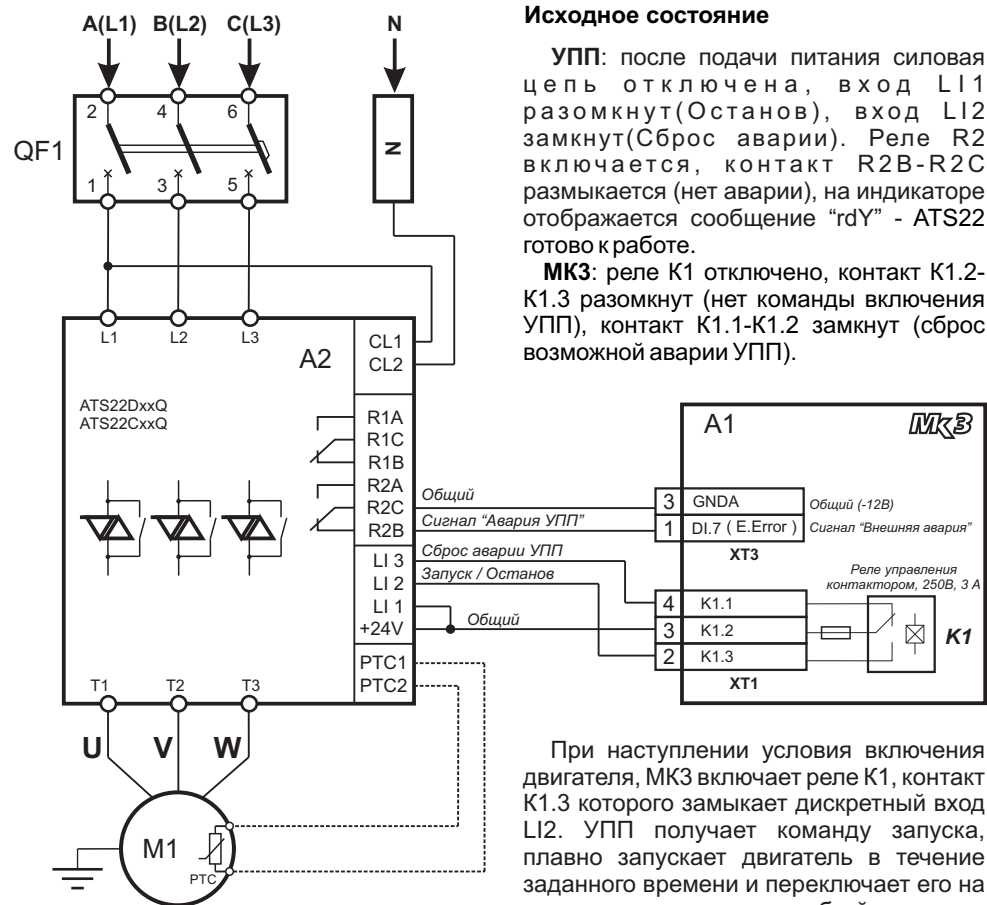 A(L1) B(L2) C(L3) N
2 4 6
QF1
N
1 3 5
L1 L2 L3
A2
CL1
CL2
ATS22DxxQ
ATS22CxxQ
R1A
R1C
R1B
R2A
R2C
R2B
LI 3
LI 2
LI 1
+24V
PTC1
PTC2
T1 T2 T3
U V W
M1
PTC
Исходное состояние
УПП: после подачи питания силовая
цепь отключена, вход LI1
разомкнут(Останов), вход LI2
замкнут(Сброс аварии). Реле R2
включается, контакт R2B-R2C
размыкается (нет аварии), на индикаторе
отображается сообщение “rdY” - ATS22
готово к работе.
МК3: реле К1 отключено, контакт К1.2-
К1.3 разомкнут (нет команды включения
УПП), контакт К1.1-К1.2 замкнут (сброс
возможной аварии УПП).
Общий
Сигнал “Авария УПП”
Сброс аварии УПП
Запуск / Останов
Общий
A1
МК3
3 GNDA Общий (-12В)
1 DI.7 ( E.Error ) Сигнал “Внешняя авария”
XT3
Реле управления
контактором, 250В, 3 А
4 K1.1
3 K1.2
2 K1.3
K1
XT1
При наступлении условия включения
двигателя, МК3 включает реле К1, контакт
К1.3 которого замыкает дискретный вход
LI2. УПП получает команду запуска,
плавно запускает двигатель в течение
заданного времени и переключает его на